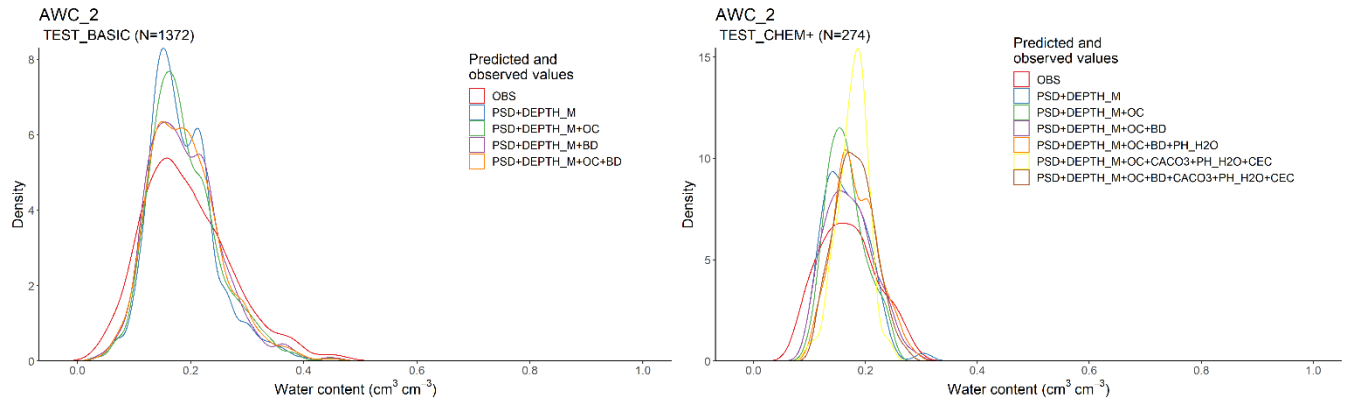 AWC_2
TEST_BASIC (N=1372)
Predicted and
observed values
OBS
PSD+DEPTH_M
PSD+DEPTH_M+OC
PSD+DEPTH_M+BD
PSD+DEPTH_M+OC+BD
8
6
4
2
0
Density
0.0 0.2 0.4 0.6 0.8 1.0
Water content (cm³ cm⁻³)
AWC_2
TEST_CHEM+ (N=274)
Predicted and
observed values
OBS
PSD+DEPTH_M
PSD+DEPTH_M+OC
PSD+DEPTH_M+OC+BD
PSD+DEPTH_M+OC+BD+PH_H2O
PSD+DEPTH_M+OC+CACO3+PH_H2O+CEC
PSD+DEPTH_M+OC+BD+CACO3+PH_H2O+CEC
15
10
5
0
Density
0.0 0.2 0.4 0.6 0.8 1.0
Water content (cm³ cm⁻³)